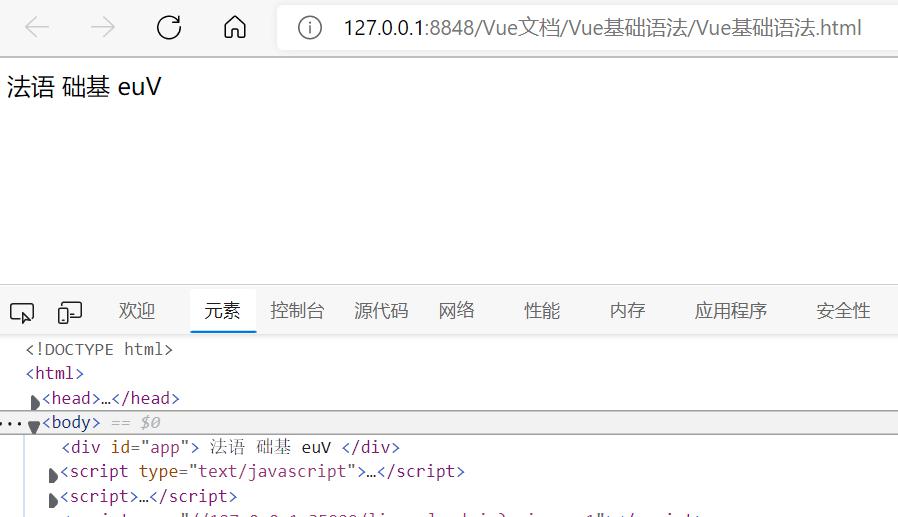 127.0.0.1:8848/Vue文档/Vue基础语法/Vue基础语法.html
法语 础基 euV
欢迎 元素 控制台 源代码 网络 性能 内存 应用程序 安全性
<!DOCTYPE html>
<html>
<head>…</head>
<body> == $0
<div id="app"> 法语 础基 euV </div>
<script type="text/javascript">…</script>
<script>…</script>